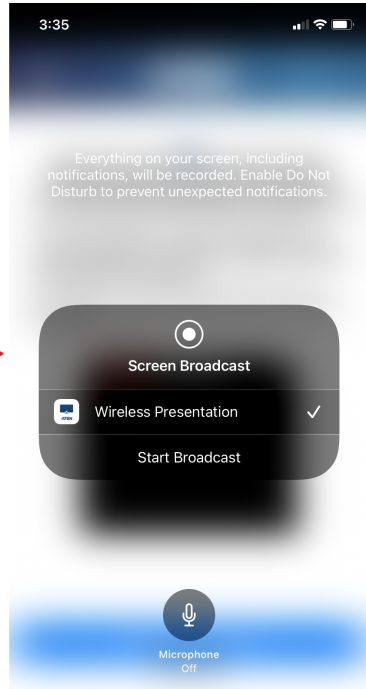 3:35
Everything on your screen, including
notifications, will be recorded. Enable Do Not
Disturb to prevent unexpected notifications.
Screen Broadcast
ATEN
Wireless Presentation
Start Broadcast
Microphone
Off